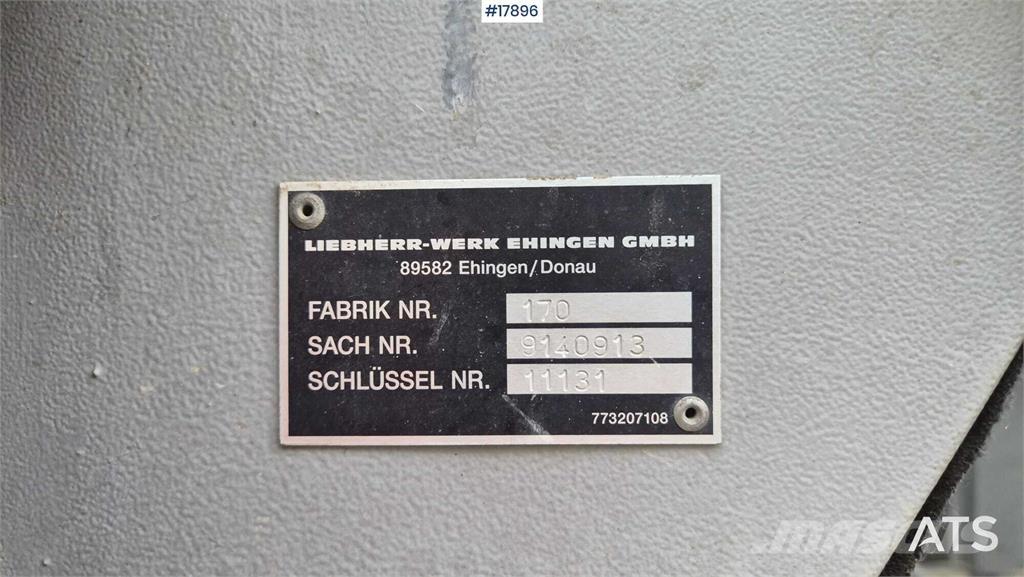 #17896
LIEBHERR-WERK EHINGEN GMBH
89582 Ehingen/Donau
FABRIK NR. 170
SACH NR. 9140913
SCHLÜSSEL NR. 11131
773207108
MASCUS
ATS